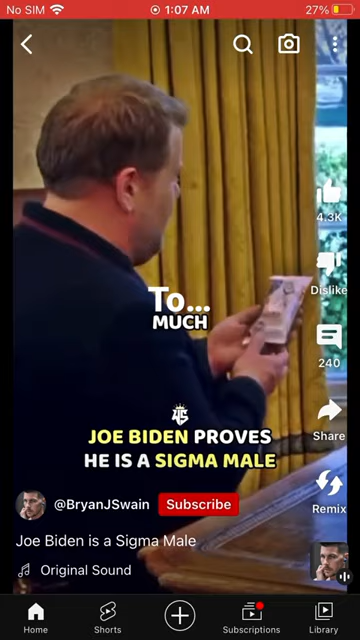 No SIM
1:07 AM
27%
4.3K
Dislike
To...
MUCH
240
JOE BIDEN PROVES
HE IS A SIGMA MALE
Share
@BryanJSwain
Subscribe
Remix
Joe Biden is a Sigma Male
Original Sound
Home
Shorts
Subscriptions
Library